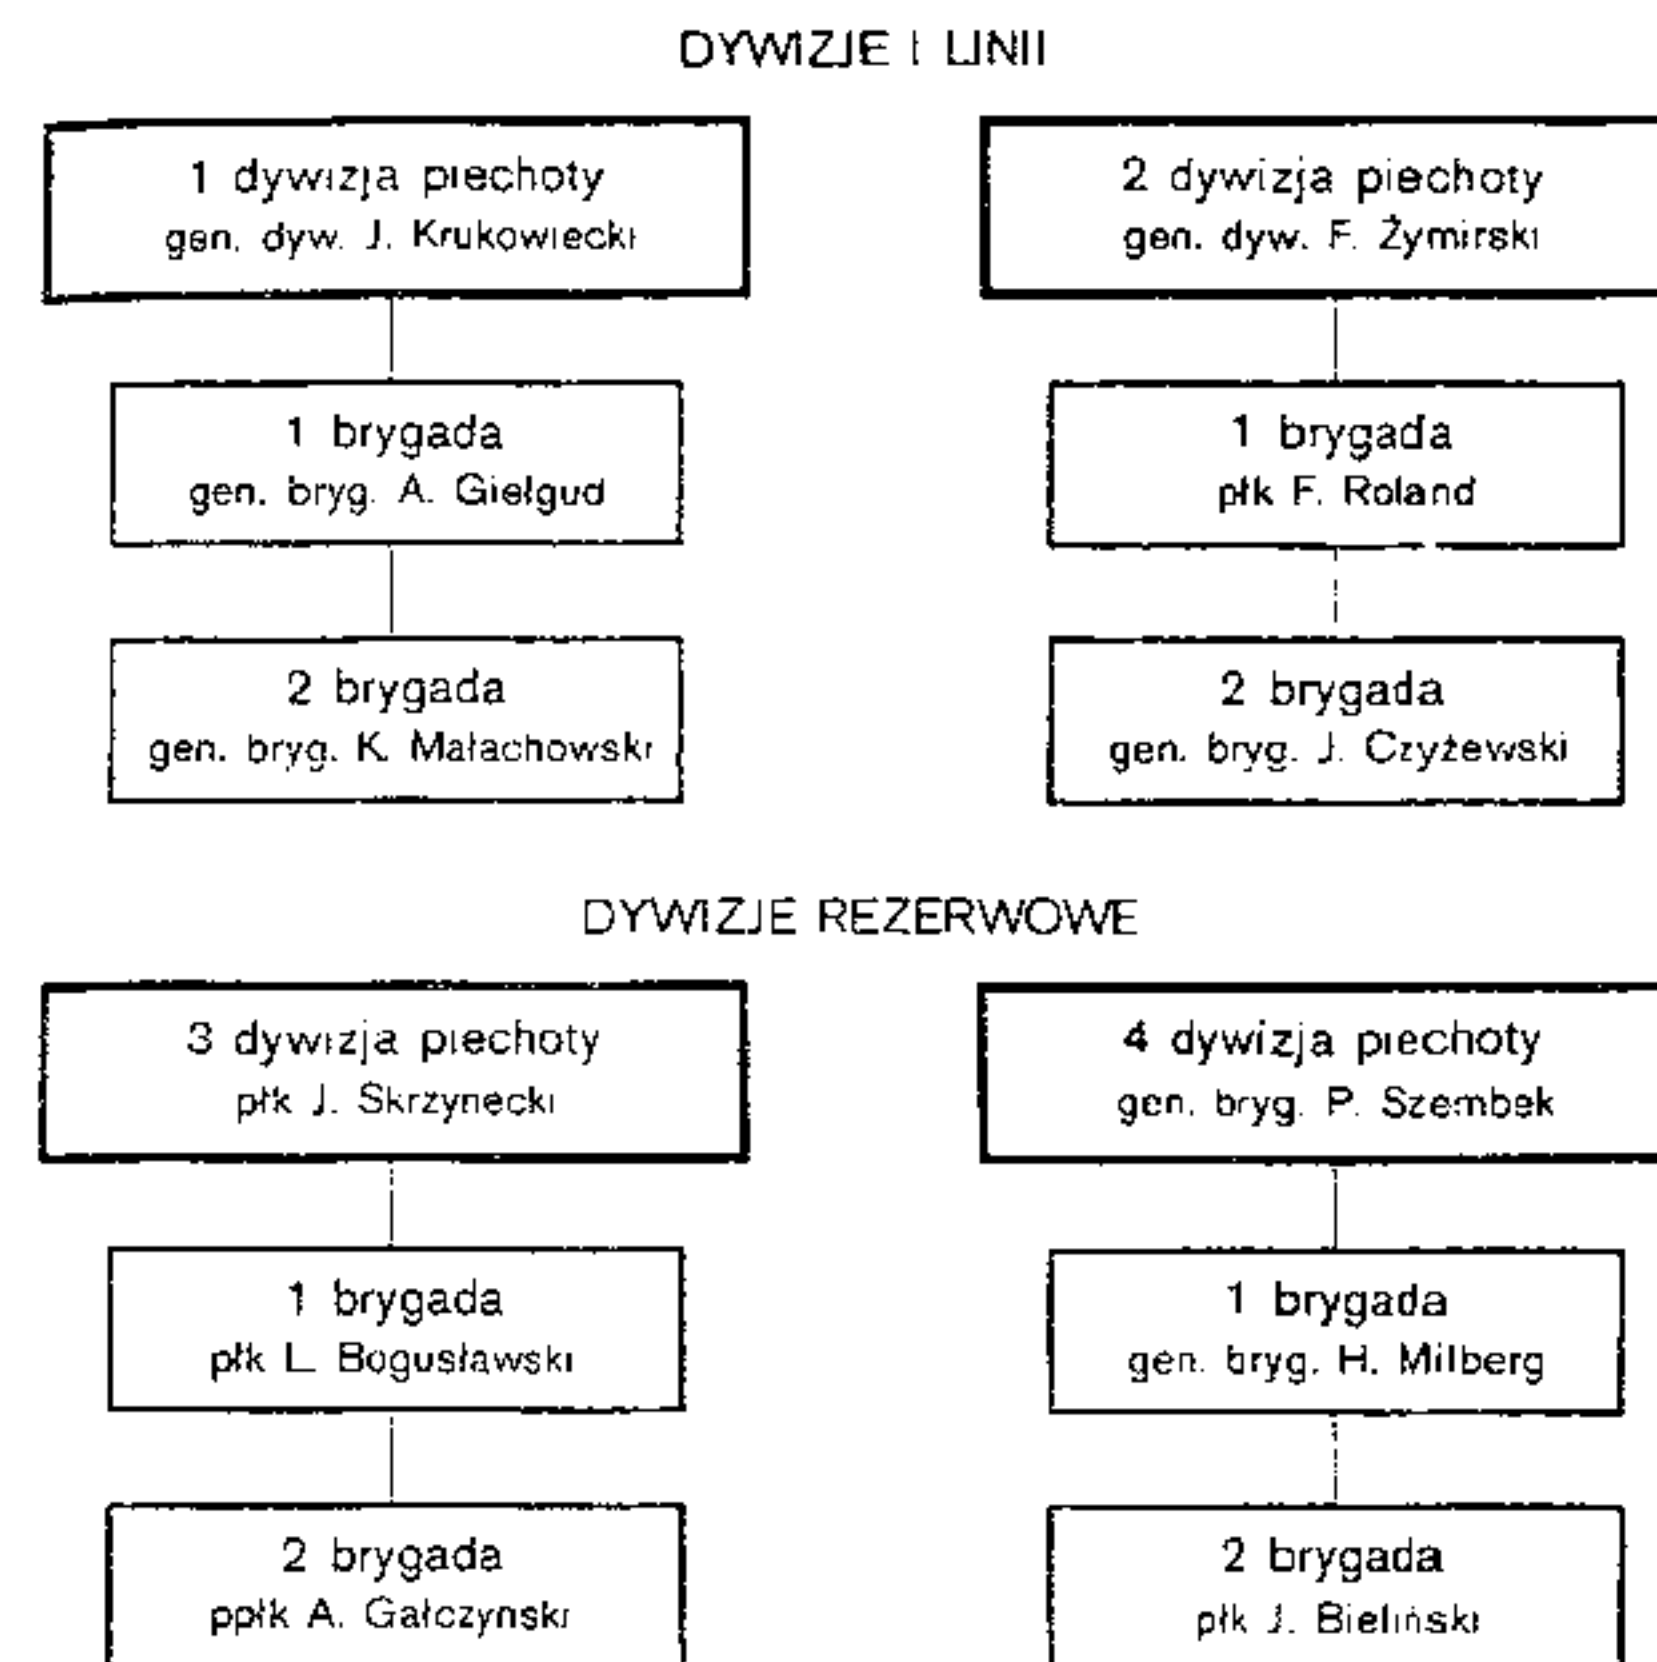 DYWIZJE I LINII
1 dywizja piechoty
gen. dyw. J. Krukowiecki
2 dywizja piechoty
gen. dyw. F. Żymirski
1 brygada
gen. bryg. A. Giełgud
1 brygada
płk F. Roland
2 brygada
gen. bryg. K. Małachowski
2 brygada
gen. bryg. J. Czyżewski
DYWIZJE REZERWOWE
3 dywizja piechoty
płk J. Skrzynecki
4 dywizja piechoty
gen. bryg. P. Szembek
1 brygada
płk L. Bogusławski
1 brygada
gen. bryg. H. Milberg
2 brygada
ppłk A. Gałczyński
2 brygada
płk J. Bieliński